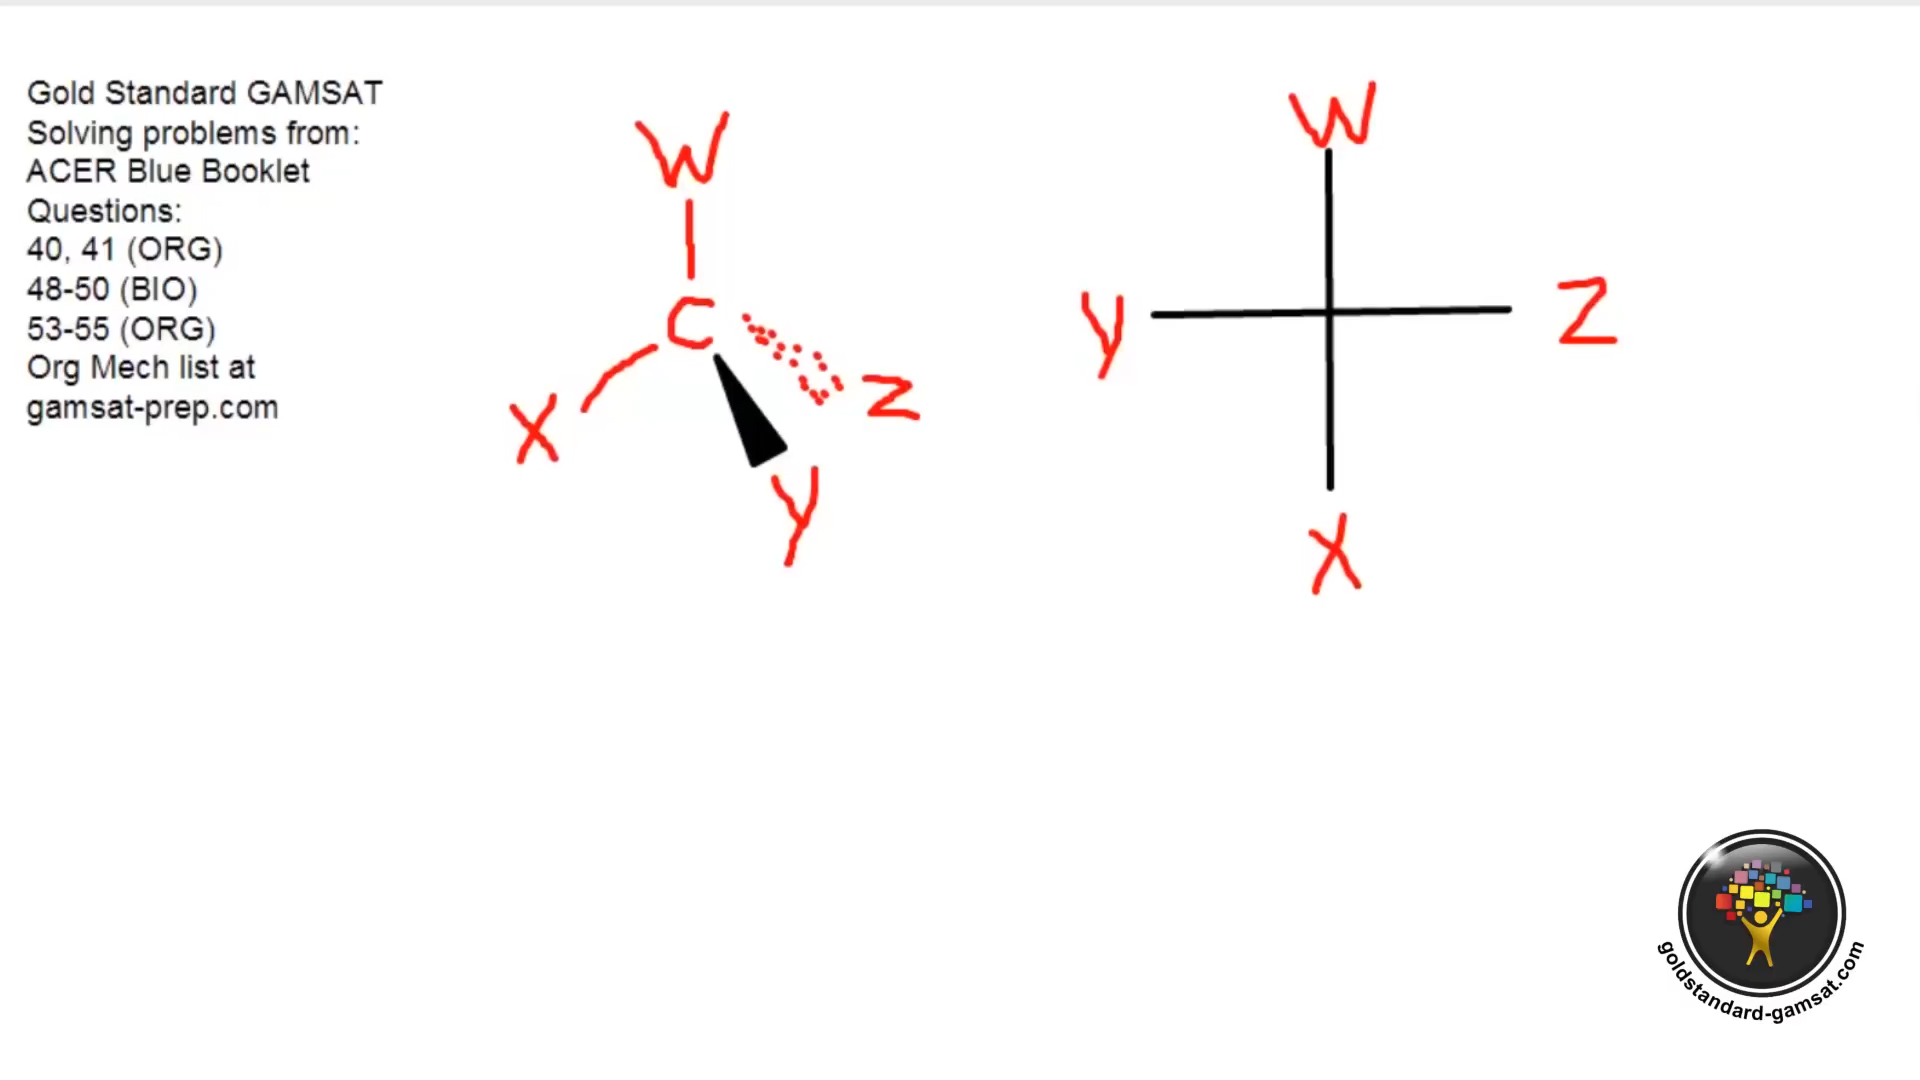 Gold Standard GAMSAT
Solving problems from:
ACER Blue Booklet
Questions:
40, 41 (ORG)
48-50 (BIO)
53-55 (ORG)
Org Mech list at
gamsat-prep.com
W
C
X
Z
Y
W
Y
Z
X
goldstandard-gamsat.com